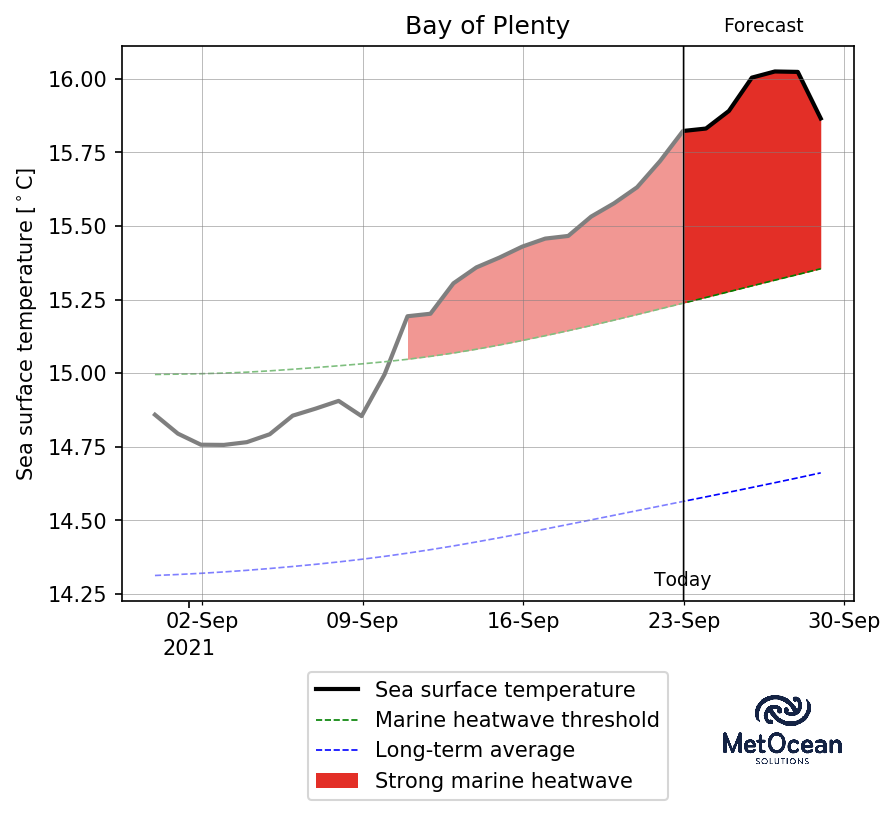 Bay of Plenty
Forecast
Sea surface temperature [°C]
16.00
15.75
15.50
15.25
15.00
14.75
14.50
14.25
Today
02-Sep
09-Sep
16-Sep
23-Sep
30-Sep
2021
Sea surface temperature
Marine heatwave threshold
Long-term average
Strong marine heatwave
MetOcean
SOLUTIONS